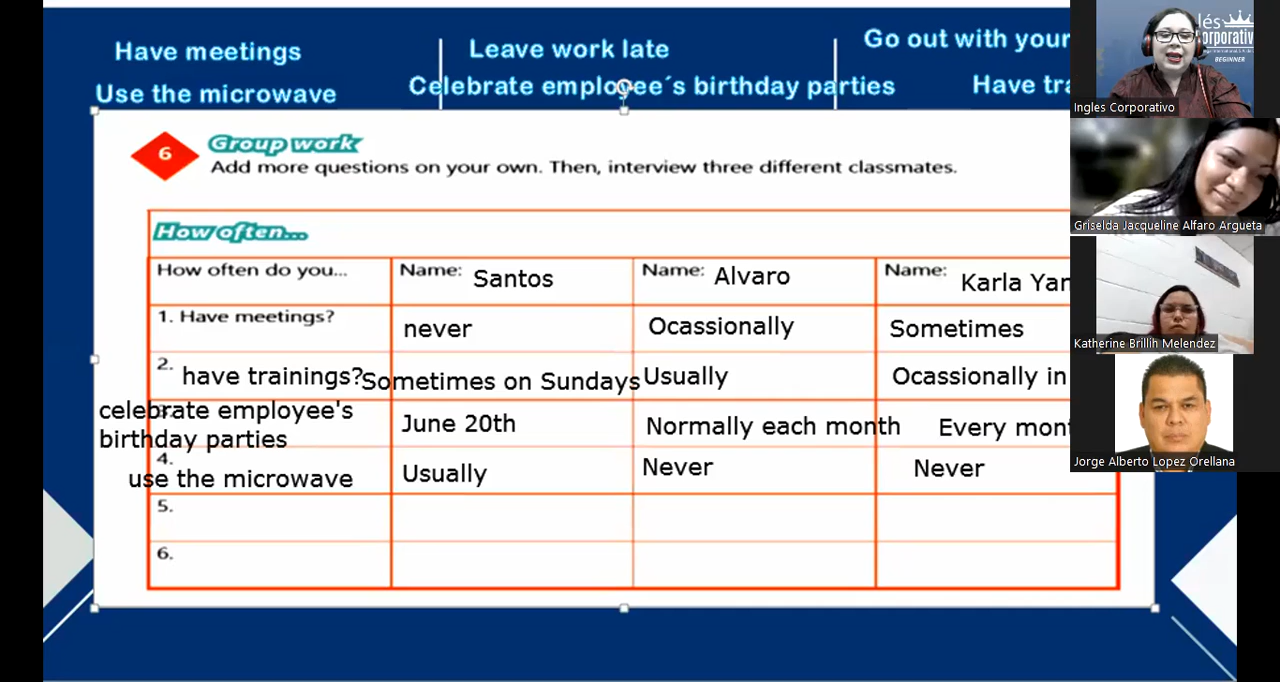 Have meetings
Leave work late
Go out with your
Use the microwave
Celebrate employee´s birthday parties
Have tra
lés
Corporativ
BEGINNER
Ingles Corporativo
Griselda Jacqueline Alfaro Argueta
Katherine Brillih Melendez
Jorge Alberto Lopez Orellana
6
Group work
Add more questions on your own. Then, interview three different classmates.
How often...
How often do you... Name: Santos Name: Alvaro Name: Karla Yan
1. Have meetings? never Ocassionally Sometimes
2. have trainings? Sometimes on Sundays Usually Ocassionally in
3. celebrate employee's June 20th Normally each month Every mont
birthday parties
4. use the microwave Usually Never Never
5.
6.